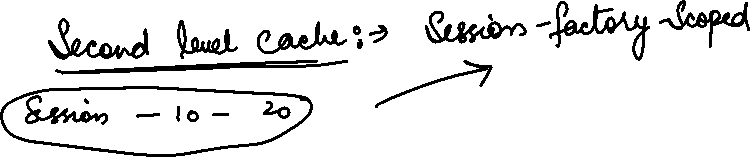 Second level cache :→ Session-factory-Scoped
Session - 10 - 20